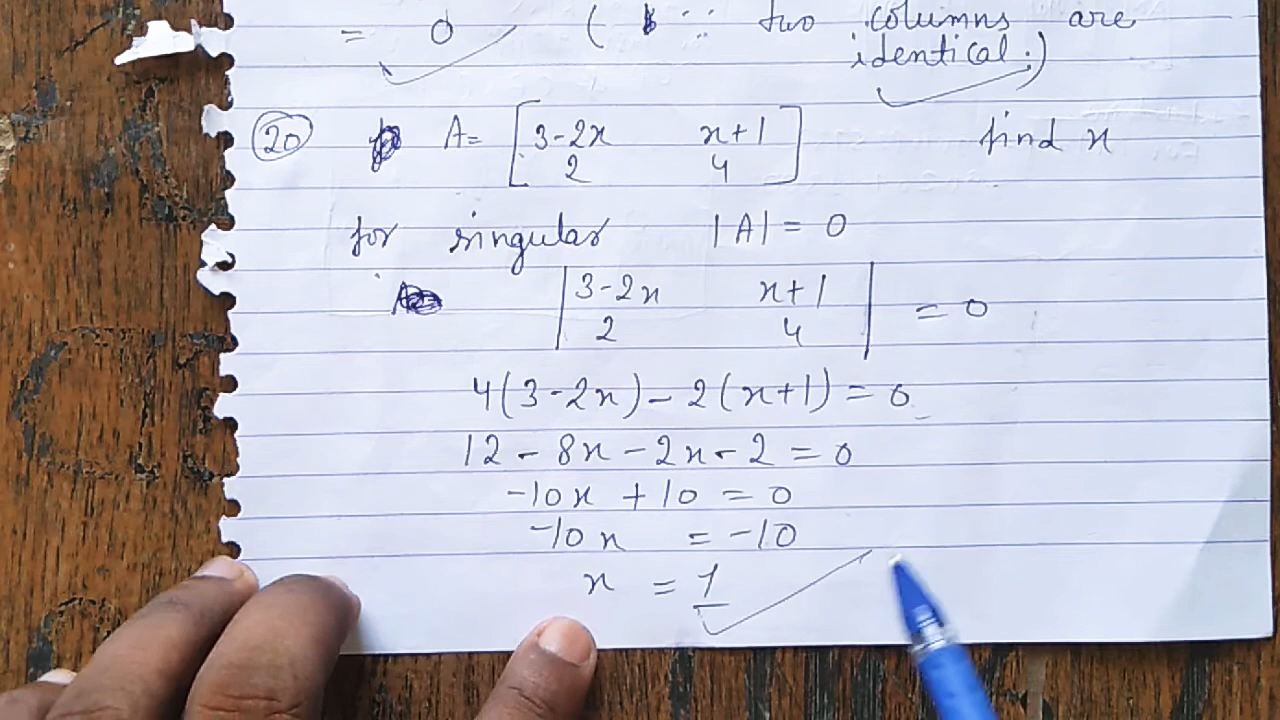 = 0 ( ∵ two columns are
identical.)
20 A= [ 3-2x x+1
2 4 ] find x
for singular |A| = 0
| 3-2x x+1 | = 0
2 4
4(3-2x) - 2(x+1) = 0
12 - 8x - 2x - 2 = 0
-10x + 10 = 0
-10x = -10
x = 1